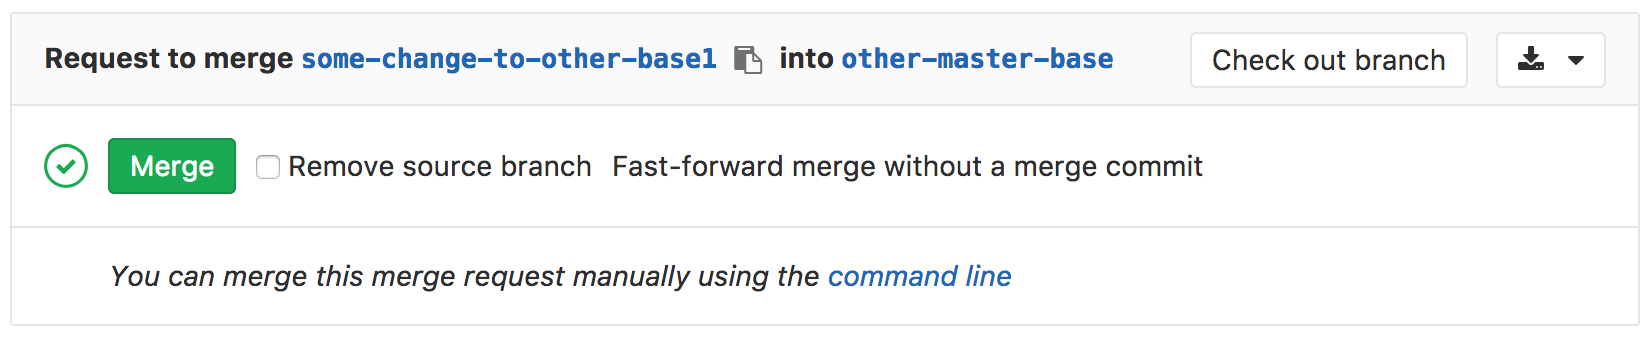 Request to merge some-change-to-other-base1 into other-master-base Check out branch
Merge Remove source branch Fast-forward merge without a merge commit
You can merge this merge request manually using the command line